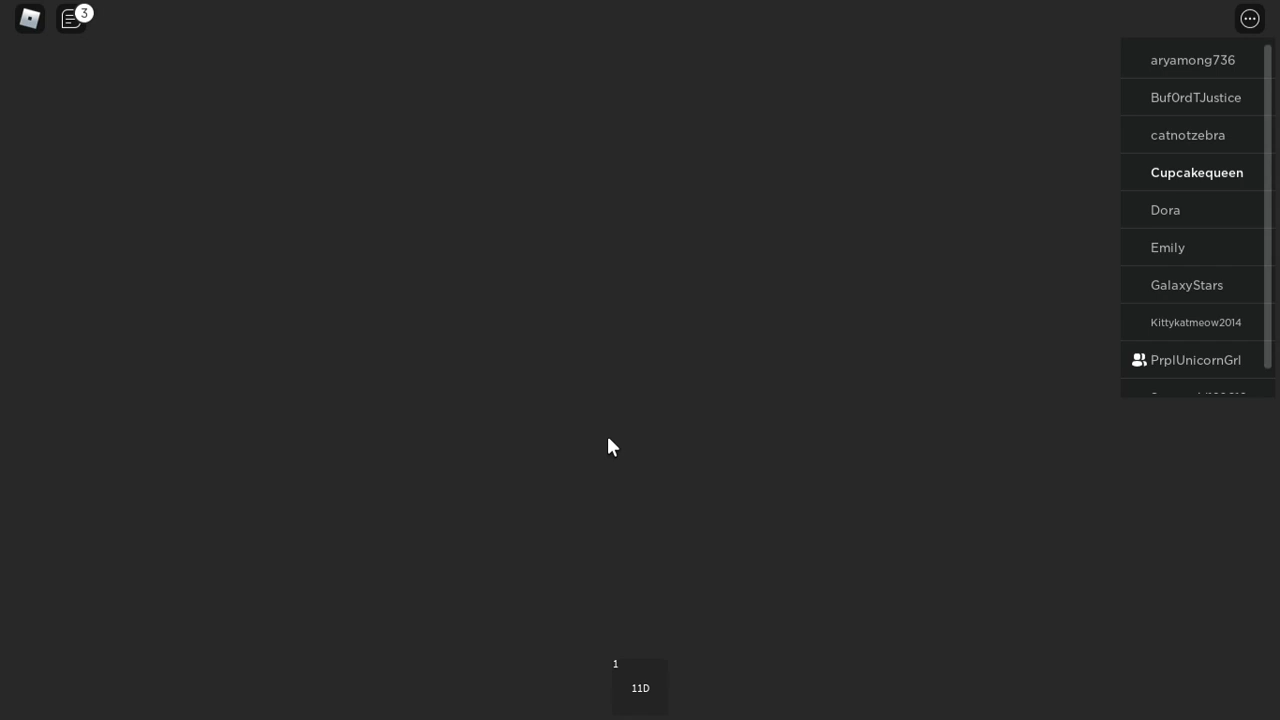 3
aryamong736
Buf0rdTJustice
catnotzebra
Cupcakequeen
Dora
Emily
GalaxyStars
Kittykatmeow2014
PrplUnicornGrl
1
11D